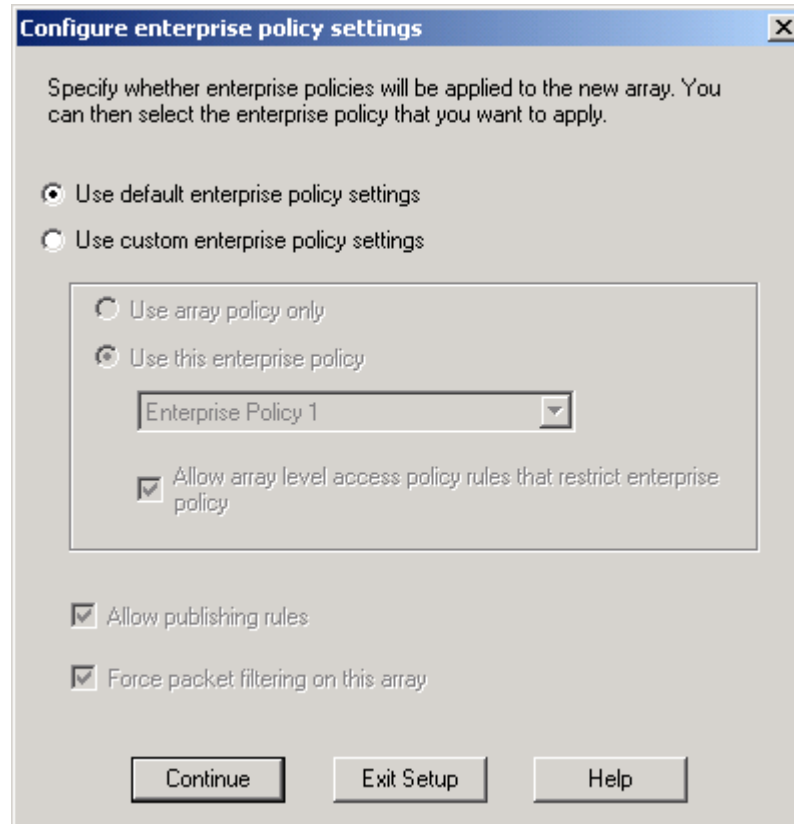 Configure enterprise policy settings
Specify whether enterprise policies will be applied to the new array. You
can then select the enterprise policy that you want to apply.
Use default enterprise policy settings
Use custom enterprise policy settings
Use array policy only
Use this enterprise policy
Enterprise Policy 1
Allow array level access policy rules that restrict enterprise
policy
Allow publishing rules
Force packet filtering on this array
Continue
Exit Setup
Help